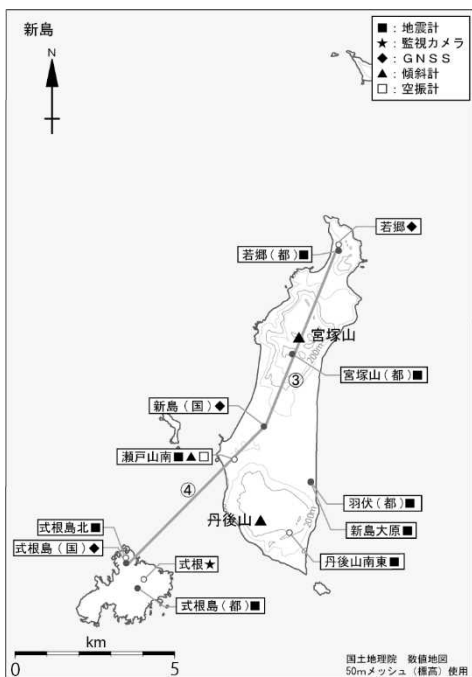 新島
N
■：地震計
★：監視カメラ
◆：ＧＮＳＳ
▲：傾斜計
□：空振計
若郷◆
若郷（都）■
宮塚山
200m
宮塚山（都）■
③
新島（国）◆
瀬戸山南■▲□
④
羽伏（都）■
200m
丹後山
新島大原■
式根島北■
式根島（国）◆
丹後山南東■
式根★
式根島（都）■
km
0 5
国土地理院　数値地図
50mメッシュ（標高）使用